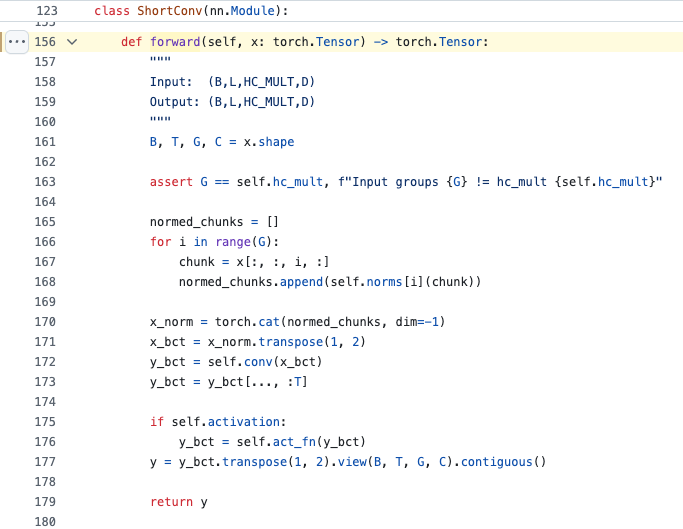 123 class ShortConv(nn.Module):
156 def forward(self, x: torch.Tensor) -> torch.Tensor:
157 """
158 Input:  (B,L,HC_MULT,D)
159 Output: (B,L,HC_MULT,D)
160 """
161 B, T, G, C = x.shape
162
163 assert G == self.hc_mult, f"Input groups {G} != hc_mult {self.hc_mult}"
164
165 normed_chunks = []
166 for i in range(G):
167     chunk = x[:, :, i, :]
168     normed_chunks.append(self.norms[i](chunk))
169
170 x_norm = torch.cat(normed_chunks, dim=-1)
171 x_bct = x_norm.transpose(1, 2)
172 y_bct = self.conv(x_bct)
173 y_bct = y_bct[..., :T]
174
175 if self.activation:
176     y_bct = self.act_fn(y_bct)
177 y = y_bct.transpose(1, 2).view(B, T, G, C).contiguous()
178
179 return y
180